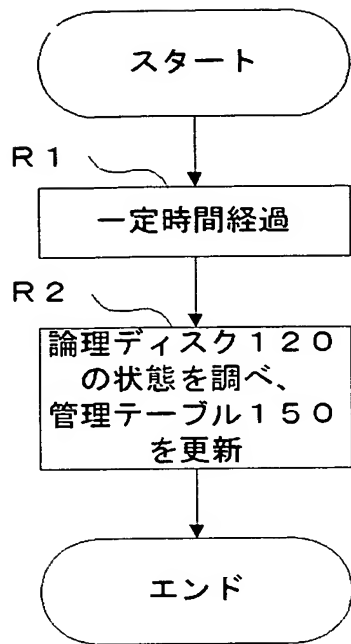 スタート
R1
一定時間経過
R2
論理ディスク120
の状態を調べ、
管理テーブル150
を更新
エンド